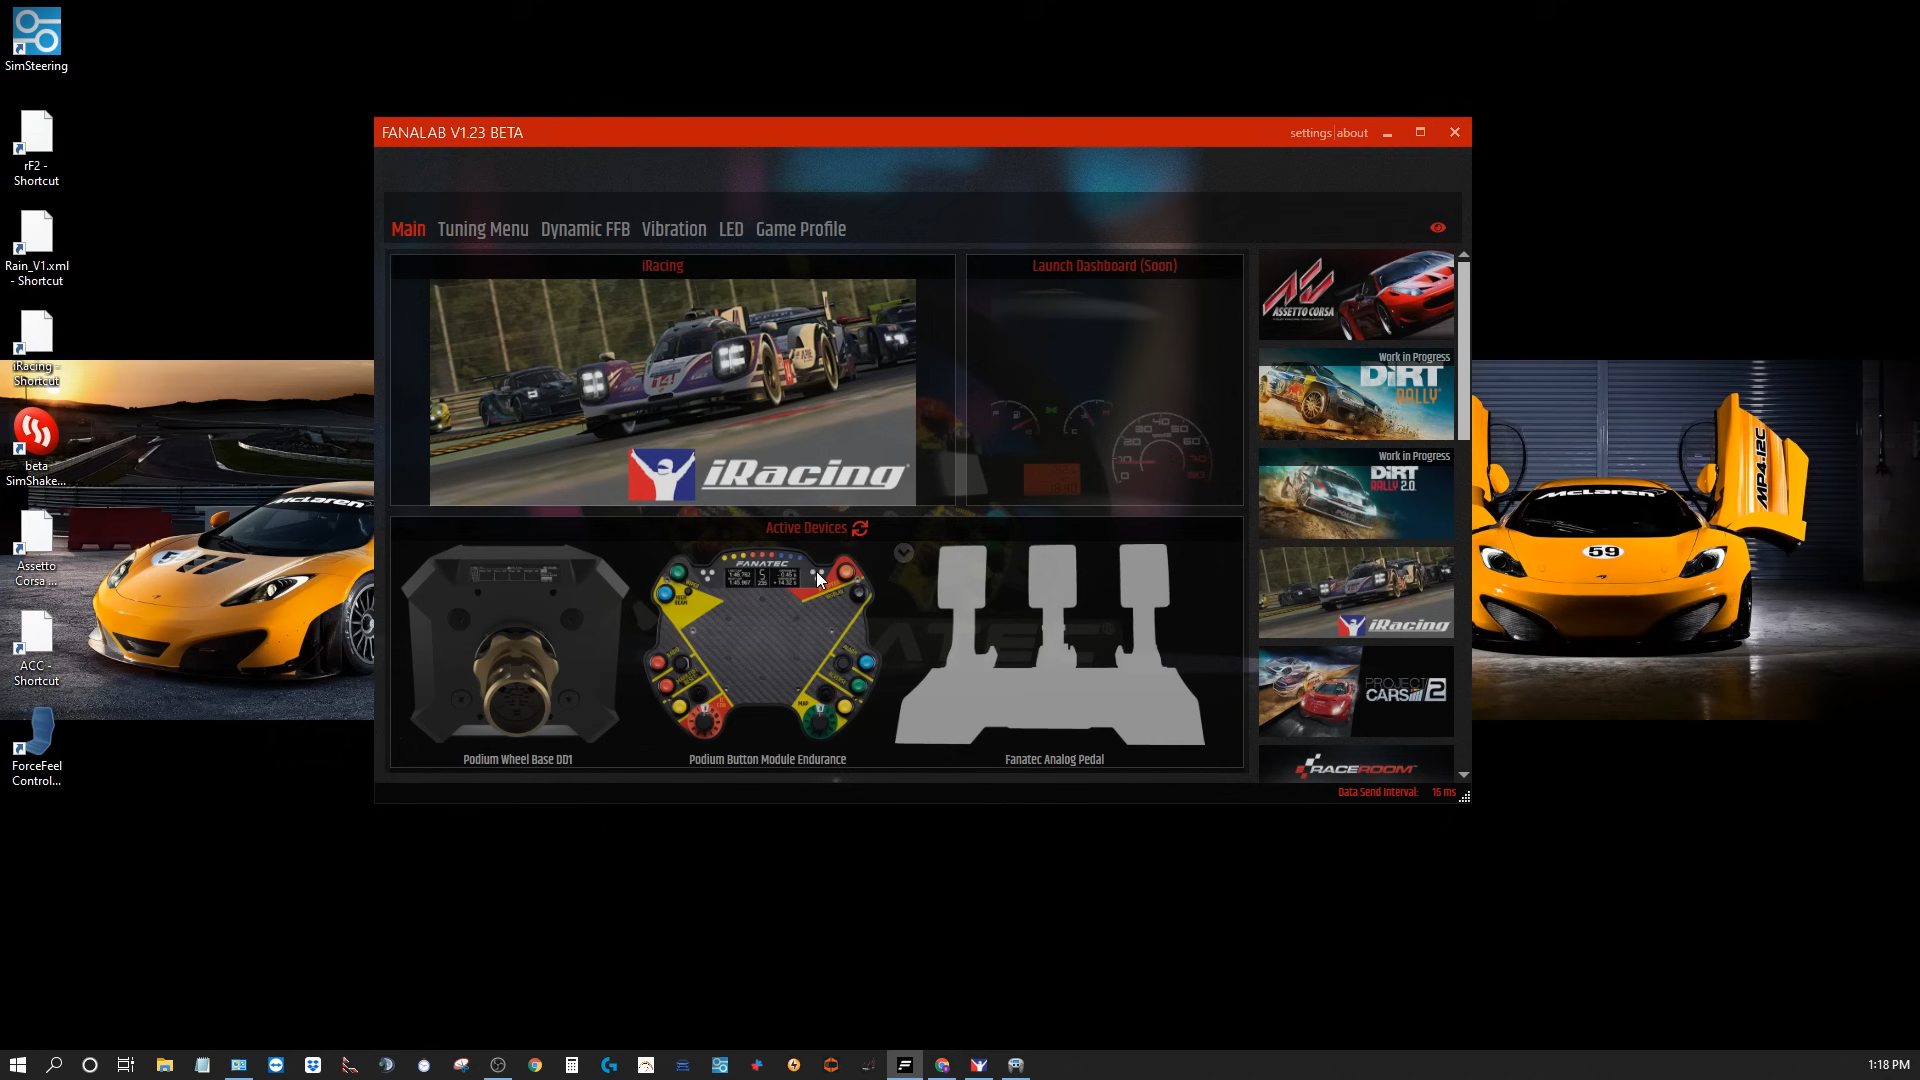 SimSteering
rF2 -
Shortcut
Rain_V1.xml
- Shortcut
iRacing -
Shortcut
beta
SimShake...
Assetto
Corsa ...
ACC -
Shortcut
ForceFeel
Control...
FANALAB V1.23 BETA
settings about
Main Tuning Menu Dynamic FFB Vibration LED Game Profile
iRacing
iRacing
Launch Dashboard (Soon)
Active Devices
FANATEC
Podium Wheel Base DD1
Podium Button Module Endurance
Fanatec Analog Pedal
ASSETTO CORSA
Work in Progress
DiRT
RALLY
Work in Progress
DiRT
RALLY 2.0
iRacing
PROJECT
CARS 2
RACEROOM
Data Send Interval: 16 ms
McLaren
McLaren
MP4-12C
59
1:18 PM